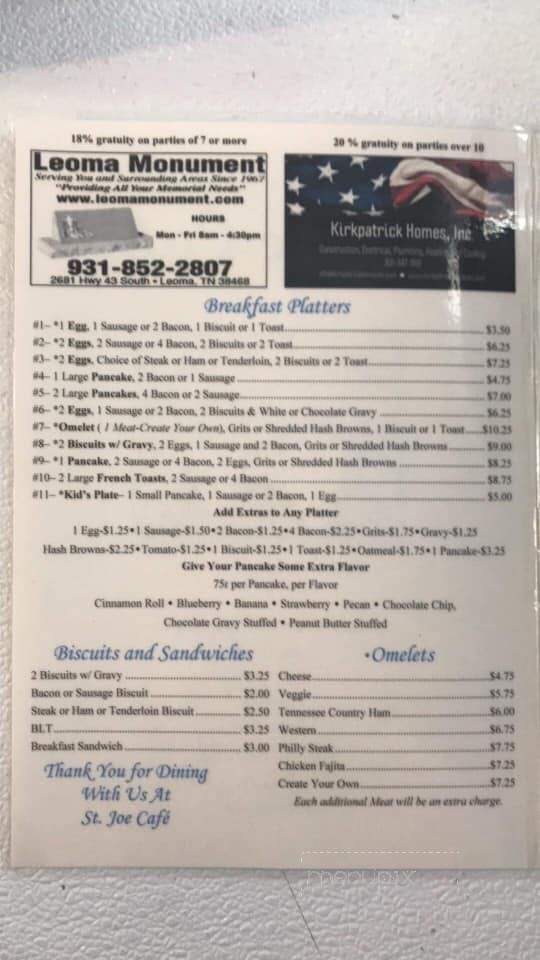 18% gratuity on parties of 7 or more
20 % gratuity on parties over 10
Leoma Monument
Serving You and Surrounding Areas Since 1967
"Providing All Your Memorial Needs"
www.leomamonument.com
HOURS
Mon - Fri 8am - 4:30pm
931-852-2807
2681 Hwy 43 South • Leoma, TN 38468
Kirkpatrick Homes, Inc
Construction, Electrical, Plumbing,
Breakfast Platters
#1– *1 Egg, 1 Sausage or 2 Bacon, 1 Biscuit or 1 Toast $3.50
#2– *2 Eggs, 2 Sausage or 4 Bacon, 2 Biscuits or 2 Toast $6.25
#3– *2 Eggs, Choice of Steak or Ham or Tenderloin, 2 Biscuits or 2 Toast $7.25
#4– 1 Large Pancake, 2 Bacon or 1 Sausage $4.75
#5– 2 Large Pancakes, 4 Bacon or 2 Sausage $7.00
#6– *2 Eggs, 1 Sausage or 2 Bacon, 2 Biscuits & White or Chocolate Gravy $6.25
#7– *Omelet ( 1 Meat-Create Your Own), Grits or Shredded Hash Browns, 1 Biscuit or 1 Toast $10.25
#8– *2 Biscuits w/ Gravy, 2 Eggs, 1 Sausage and 2 Bacon, Grits or Shredded Hash Browns $9.00
#9– *1 Pancake, 2 Sausage or 4 Bacon, 2 Eggs, Grits or Shredded Hash Browns $8.25
#10– 2 Large French Toasts, 2 Sausage or 4 Bacon $8.75
#11– *Kid's Plate– 1 Small Pancake, 1 Sausage or 2 Bacon, 1 Egg $5.00
Add Extras to Any Platter
1 Egg-$1.25•1 Sausage-$1.50•2 Bacon-$1.25•4 Bacon-$2.25•Grits-$1.75•Gravy-$1.25
Hash Browns-$2.25•Tomato-$1.25•1 Biscuit-$1.25•1 Toast-$1.25•Oatmeal-$1.75•1 Pancake-$3.25
Give Your Pancake Some Extra Flavor
75¢ per Pancake, per Flavor
Cinnamon Roll • Blueberry • Banana • Strawberry • Pecan • Chocolate Chip,
Chocolate Gravy Stuffed • Peanut Butter Stuffed
Biscuits and Sandwiches
2 Biscuits w/ Gravy $3.25
Bacon or Sausage Biscuit $2.00
Steak or Ham or Tenderloin Biscuit $2.50
BLT $3.25
Breakfast Sandwich $3.00
Thank You for Dining
With Us At
St. Joe Café
•Omelets
Cheese $4.75
Veggie $5.75
Tennessee Country Ham $6.00
Western $6.75
Philly Steak $7.75
Chicken Fajita $7.25
Create Your Own $7.25
Each additional Meat will be an extra charge.
menupix